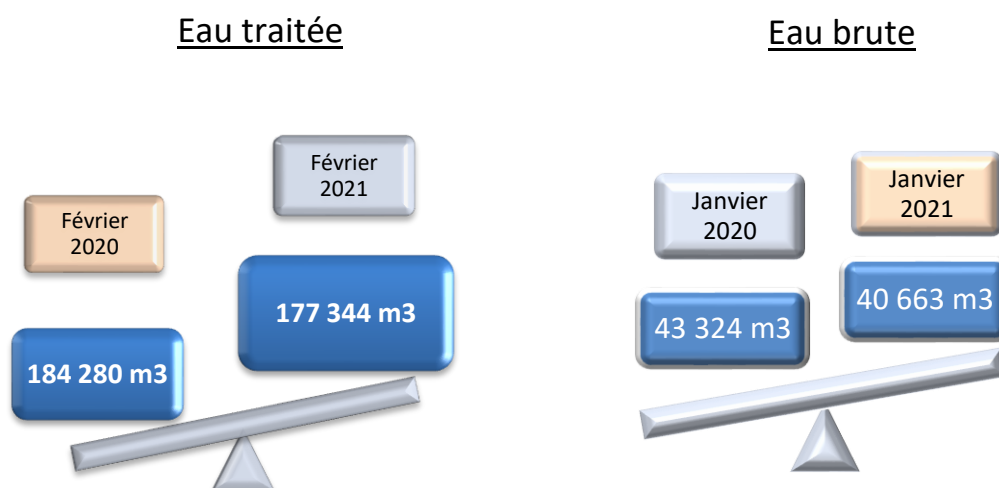 Eau traitée
Février
2020
Février
2021
184 280 m3
177 344 m3
Eau brute
Janvier
2020
Janvier
2021
43 324 m3
40 663 m3